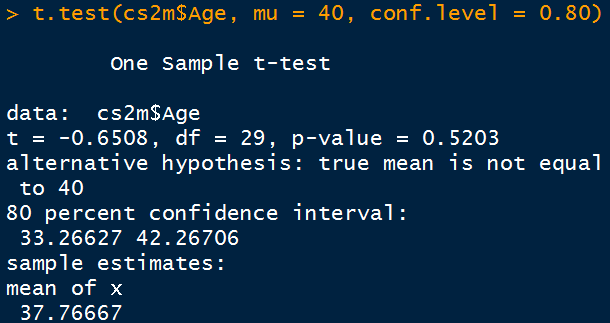 > t.test(cs2m$Age, mu = 40, conf.level = 0.80)
One Sample t-test
data:  cs2m$Age
t = -0.6508, df = 29, p-value = 0.5203
alternative hypothesis: true mean is not equal
to 40
80 percent confidence interval:
33.26627 42.26706
sample estimates:
mean of x
37.76667